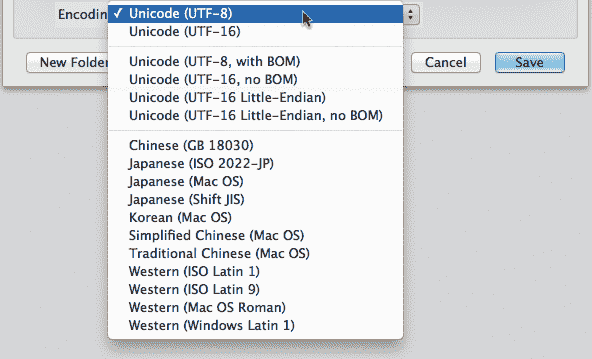 Encodin
✓ Unicode (UTF-8)
Unicode (UTF-16)
Unicode (UTF-8, with BOM)
Unicode (UTF-16, no BOM)
Unicode (UTF-16 Little-Endian)
Unicode (UTF-16 Little-Endian, no BOM)
Chinese (GB 18030)
Japanese (ISO 2022-JP)
Japanese (Mac OS)
Japanese (Shift JIS)
Korean (Mac OS)
Simplified Chinese (Mac OS)
Traditional Chinese (Mac OS)
Western (ISO Latin 1)
Western (ISO Latin 9)
Western (Mac OS Roman)
Western (Windows Latin 1)
New Folder
Cancel
Save